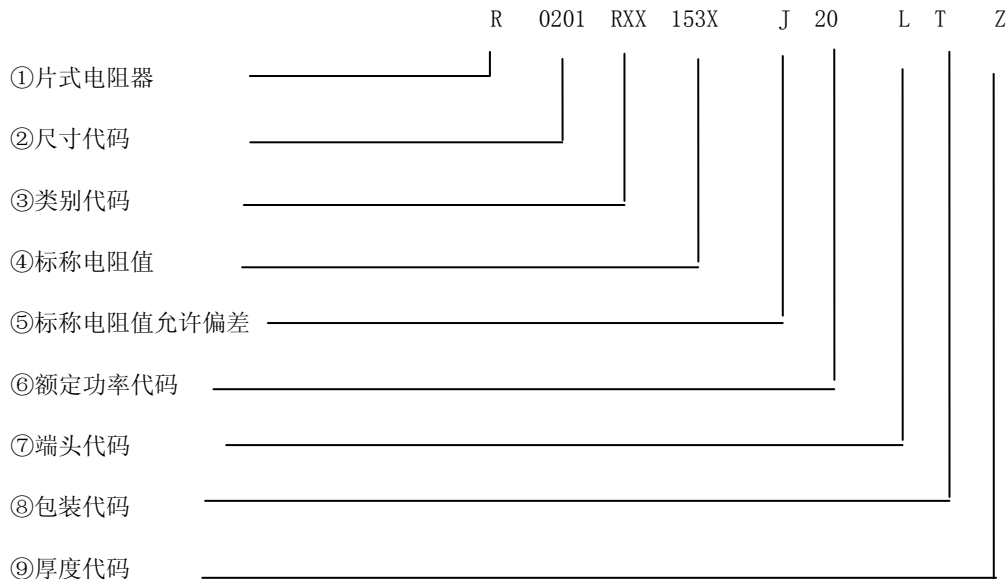 R 0201 RXX 153X J 20 L T Z
①片式电阻器
②尺寸代码
③类别代码
④标称电阻值
⑤标称电阻值允许偏差
⑥额定功率代码
⑦端头代码
⑧包装代码
⑨厚度代码